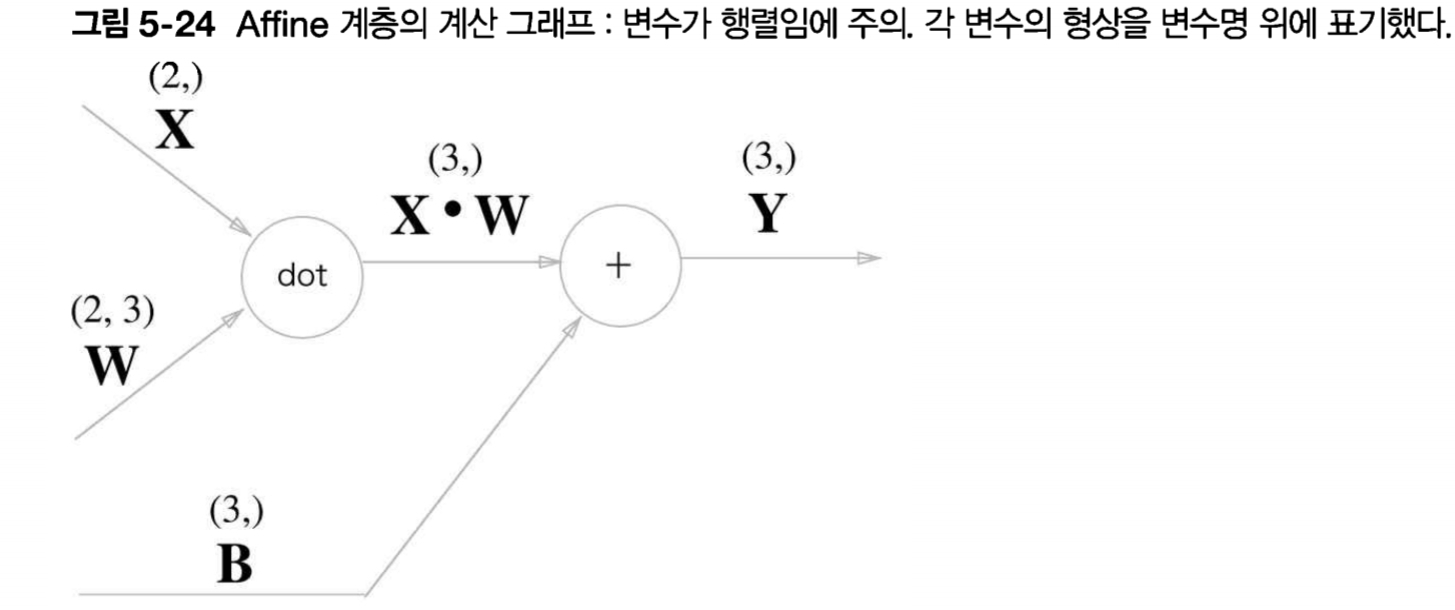 그림 5-24 Affine 계층의 계산 그래프 : 변수가 행렬임에 주의. 각 변수의 형상을 변수명 위에 표기했다.
(2,)
X
(3,)
X • W
(3,)
Y
dot
+
(2, 3)
W
(3,)
B